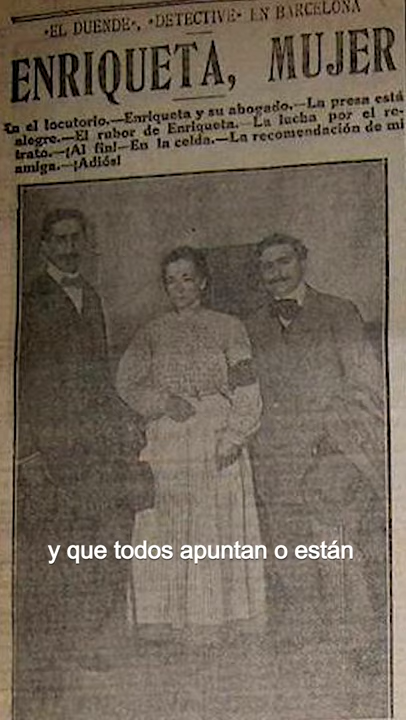 «EL DUENDE», «DETECTIVE» EN BARCELONA
ENRIQUETA, MUJER
En el locutorio.—Enriqueta y su abogado.—La presa está
alegre.—El rubor de Enriqueta.—La lucha por el re-
trato.—¡Al fin!—En la celda.—La recomendación de mi
amiga.—¡Adiós!
y que todos apuntan o están